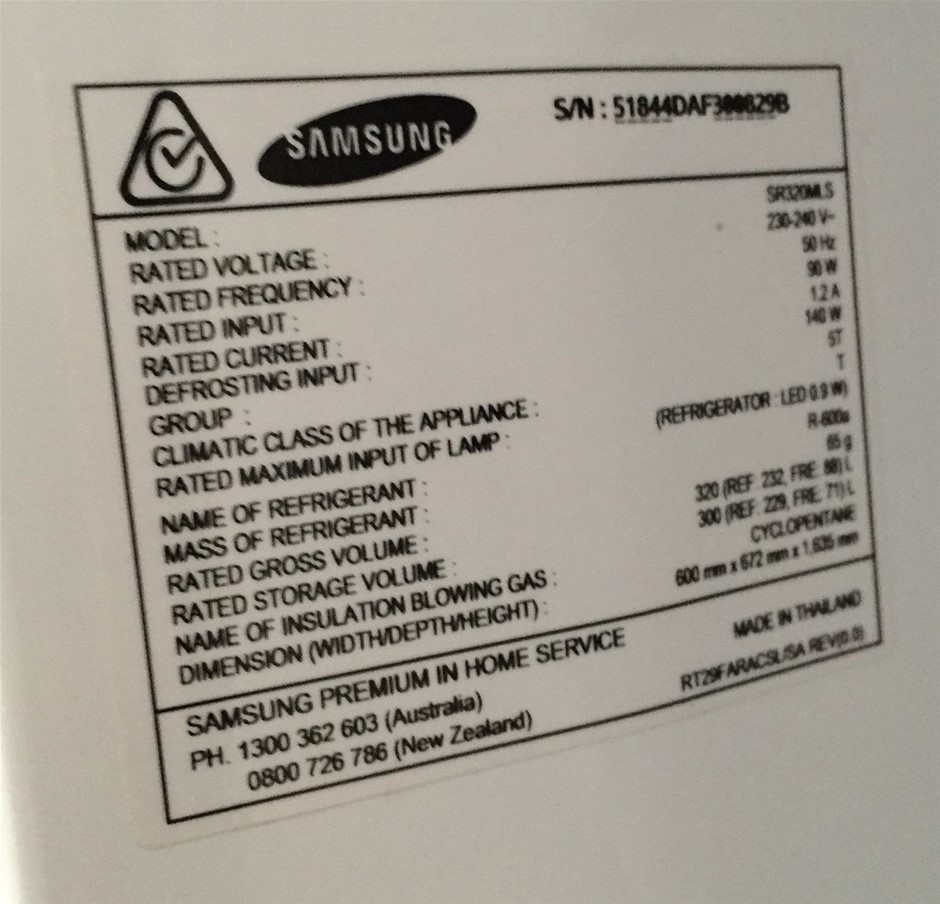 SAMSUNG
S/N : 51844DAF300829B
MODEL : SR320MLS
RATED VOLTAGE : 230-240 V~
RATED FREQUENCY : 50 Hz
RATED INPUT : 90 W
RATED CURRENT : 1.2 A
DEFROSTING INPUT : 140 W
GROUP : 5T
CLIMATIC CLASS OF THE APPLIANCE : T
RATED MAXIMUM INPUT OF LAMP : (REFRIGERATOR : LED 0.9 W)
NAME OF REFRIGERANT : R-600a
MASS OF REFRIGERANT : 65 g
RATED GROSS VOLUME : 320 (REF. 232, FRE. 88) L
RATED STORAGE VOLUME : 300 (REF. 229, FRE. 71) L
NAME OF INSULATION BLOWING GAS : CYCLOPENTANE
DIMENSION (WIDTH/DEPTH/HEIGHT) : 600 mm x 672 mm x 1,635 mm
SAMSUNG PREMIUM IN HOME SERVICE
MADE IN THAILAND
PH. 1300 362 603 (Australia)
RT29FARACSL/SA REV(0.0)
0800 726 786 (New Zealand)